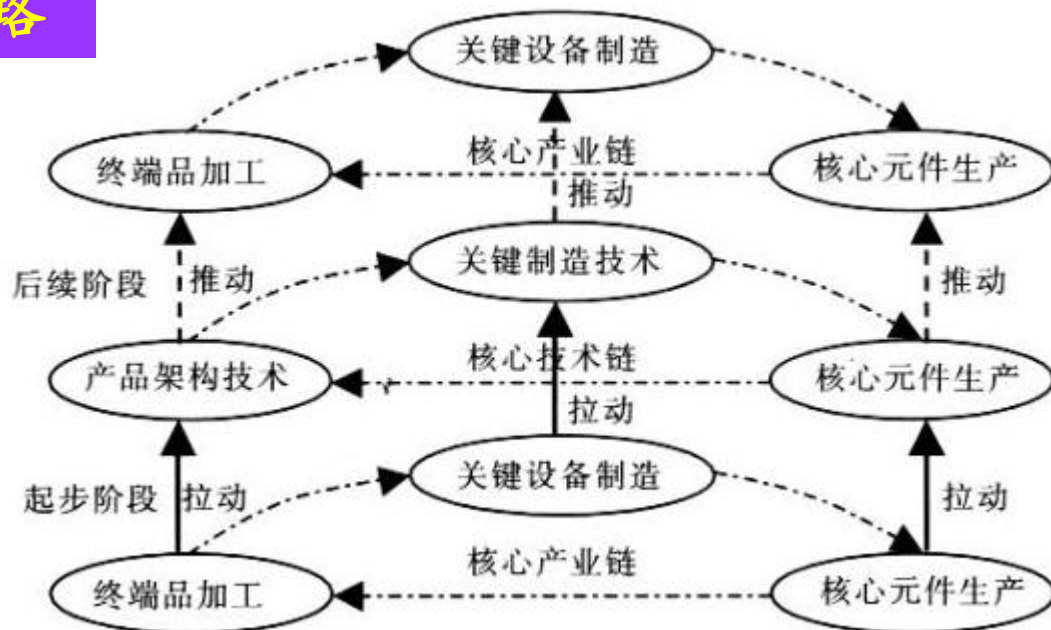 络
关键设备制造
核心产业链
终端品加工
核心元件生产
推动
关键制造技术
后续阶段
推动
推动
核心技术链
产品架构技术
核心元件生产
拉动
关键设备制造
起步阶段
拉动
拉动
核心产业链
终端品加工
核心元件生产